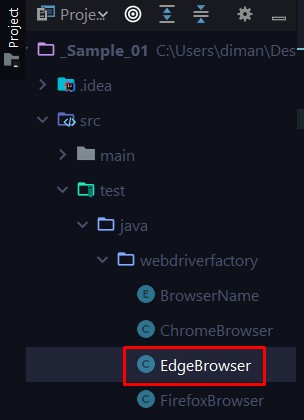 Project
Proje...
_Sample_01 C:\Users\diman\Des
.idea
src
main
test
java
webdriverfactory
E BrowserName
C ChromeBrowser
C EdgeBrowser
C FirefoxBrowser